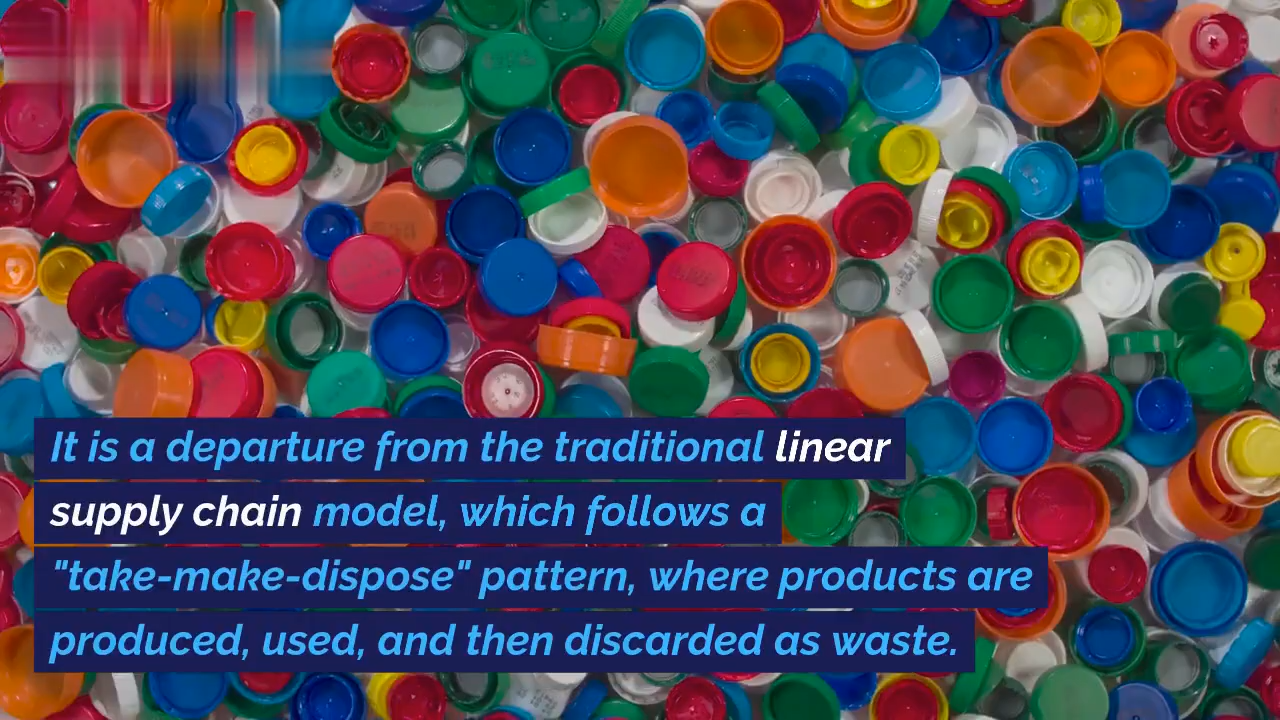 It is a departure from the traditional linear
supply chain model, which follows a
"take-make-dispose" pattern, where products are
produced, used, and then discarded as waste.